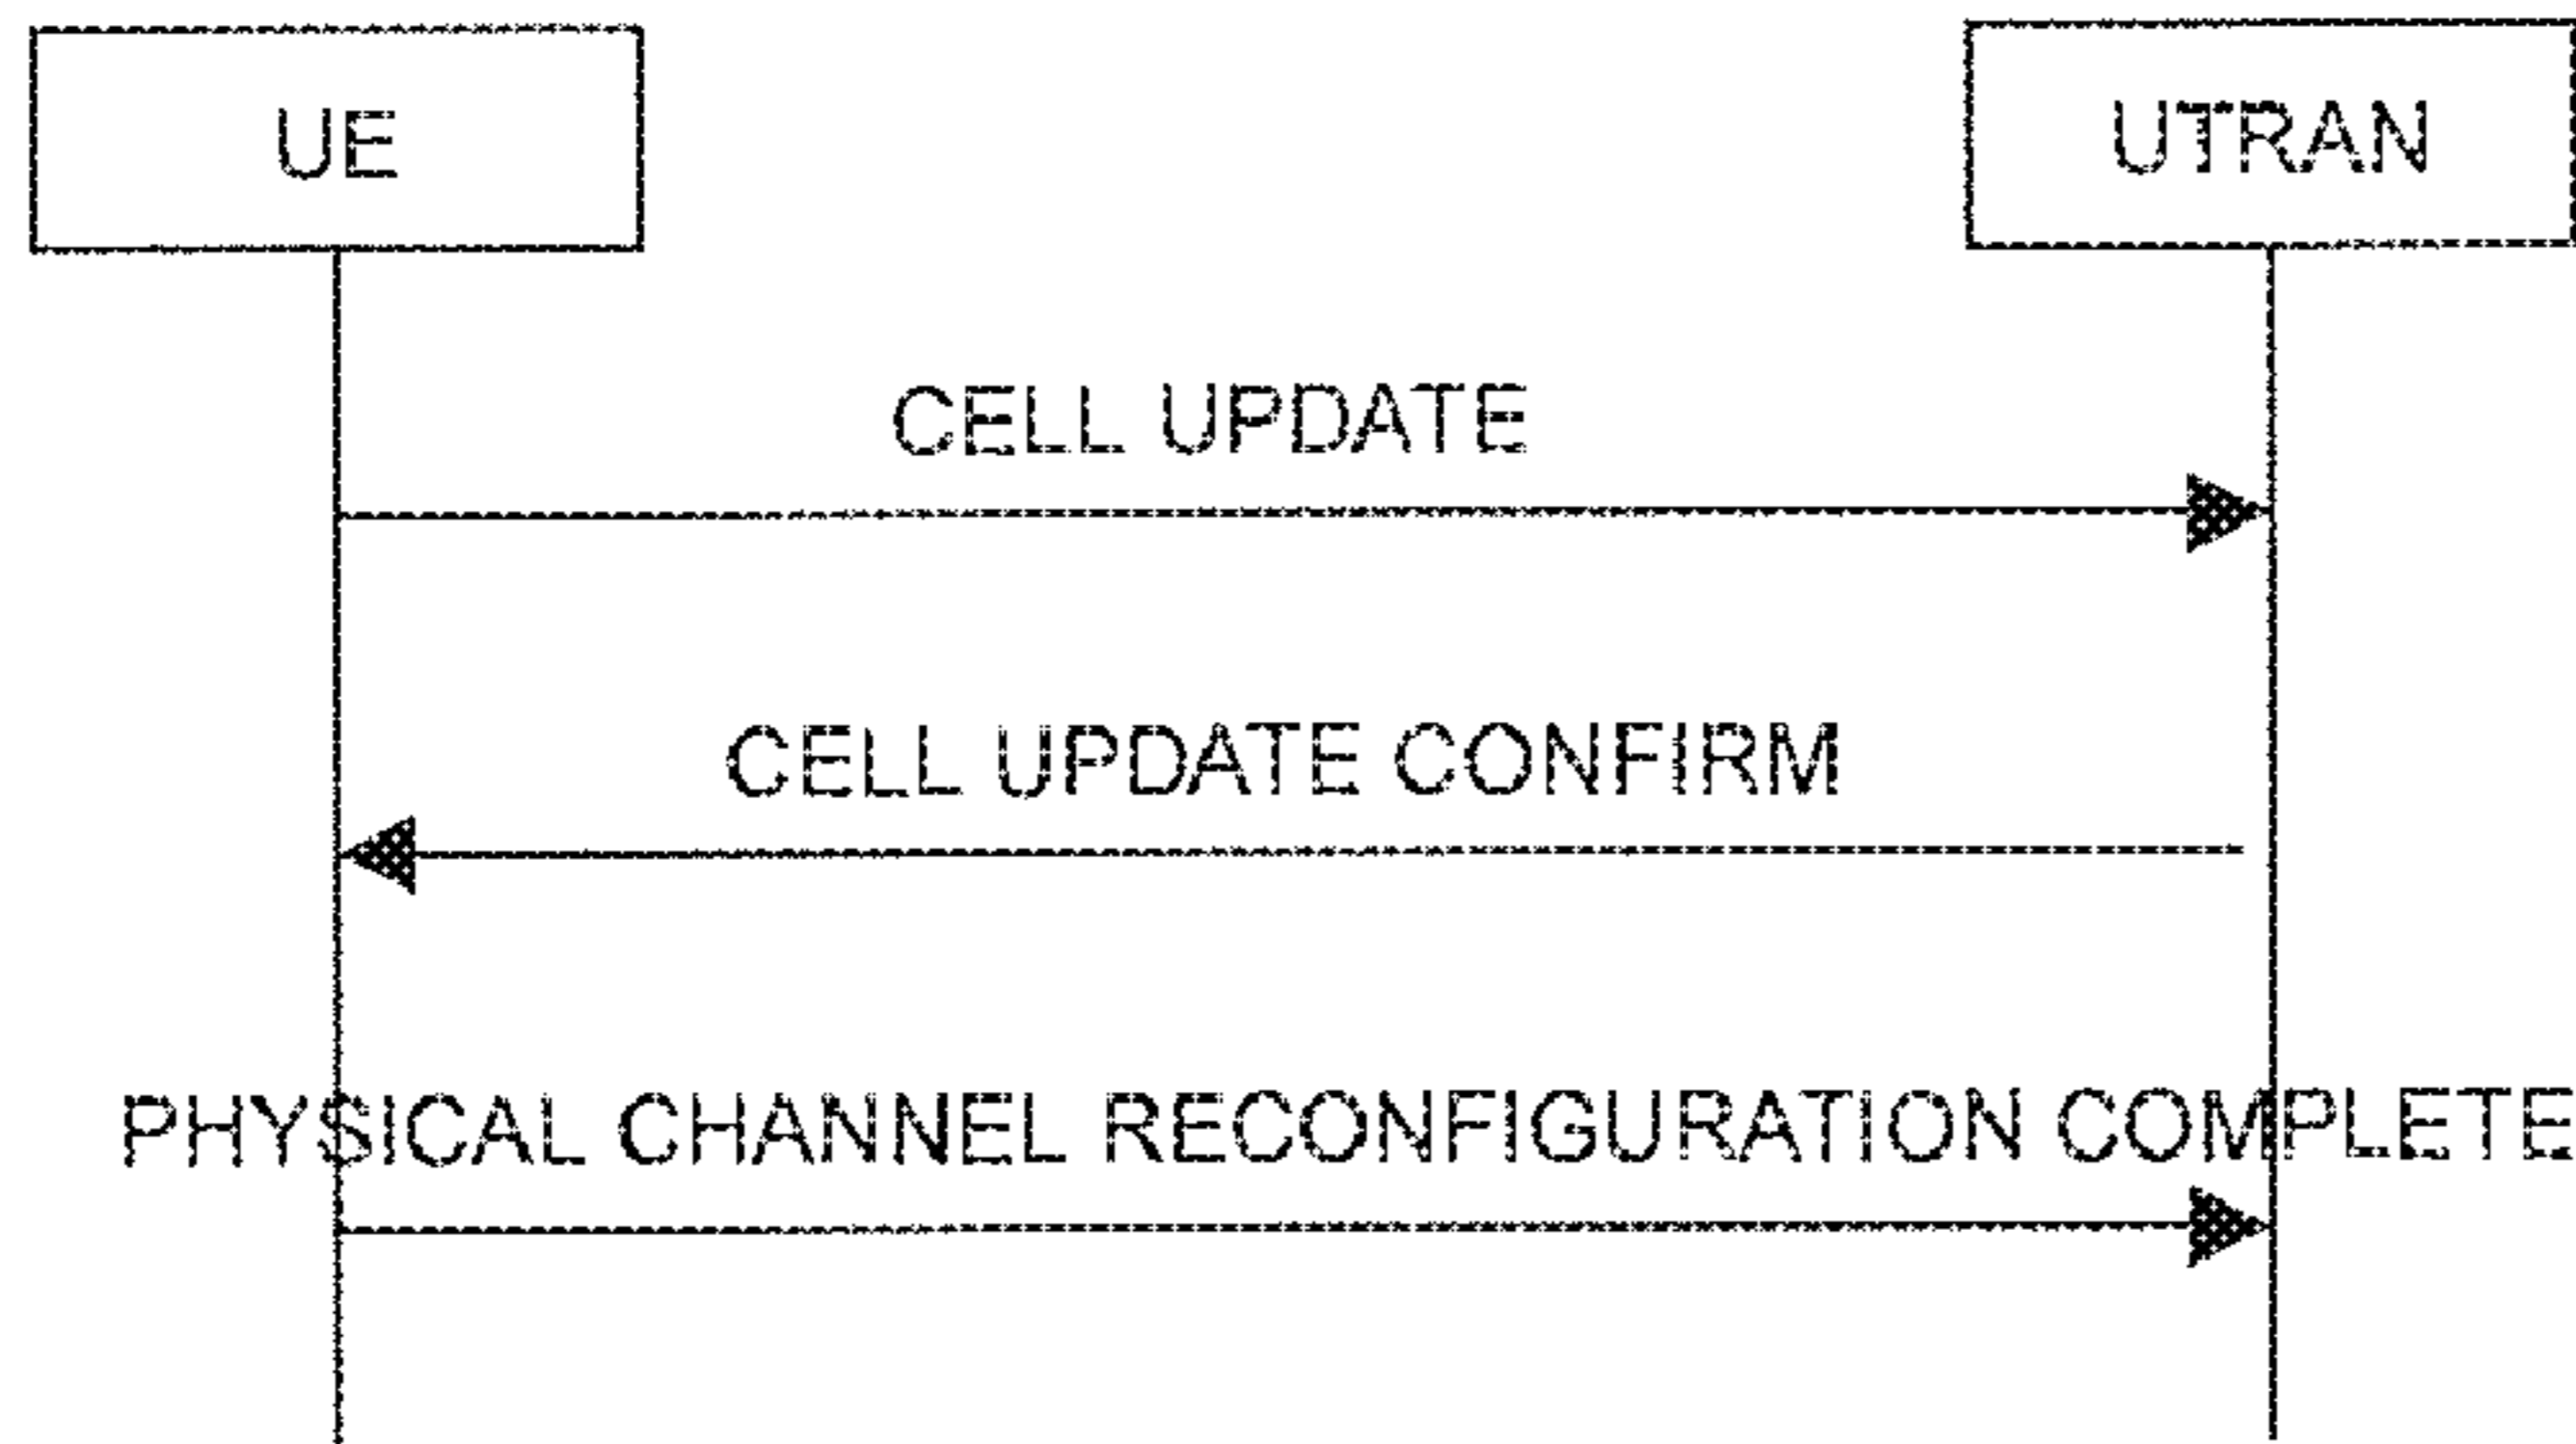 UE
UTRAN
CELL UPDATE
CELL UPDATE CONFIRM
PHYSICAL CHANNEL RECONFIGURATION COMPLETE